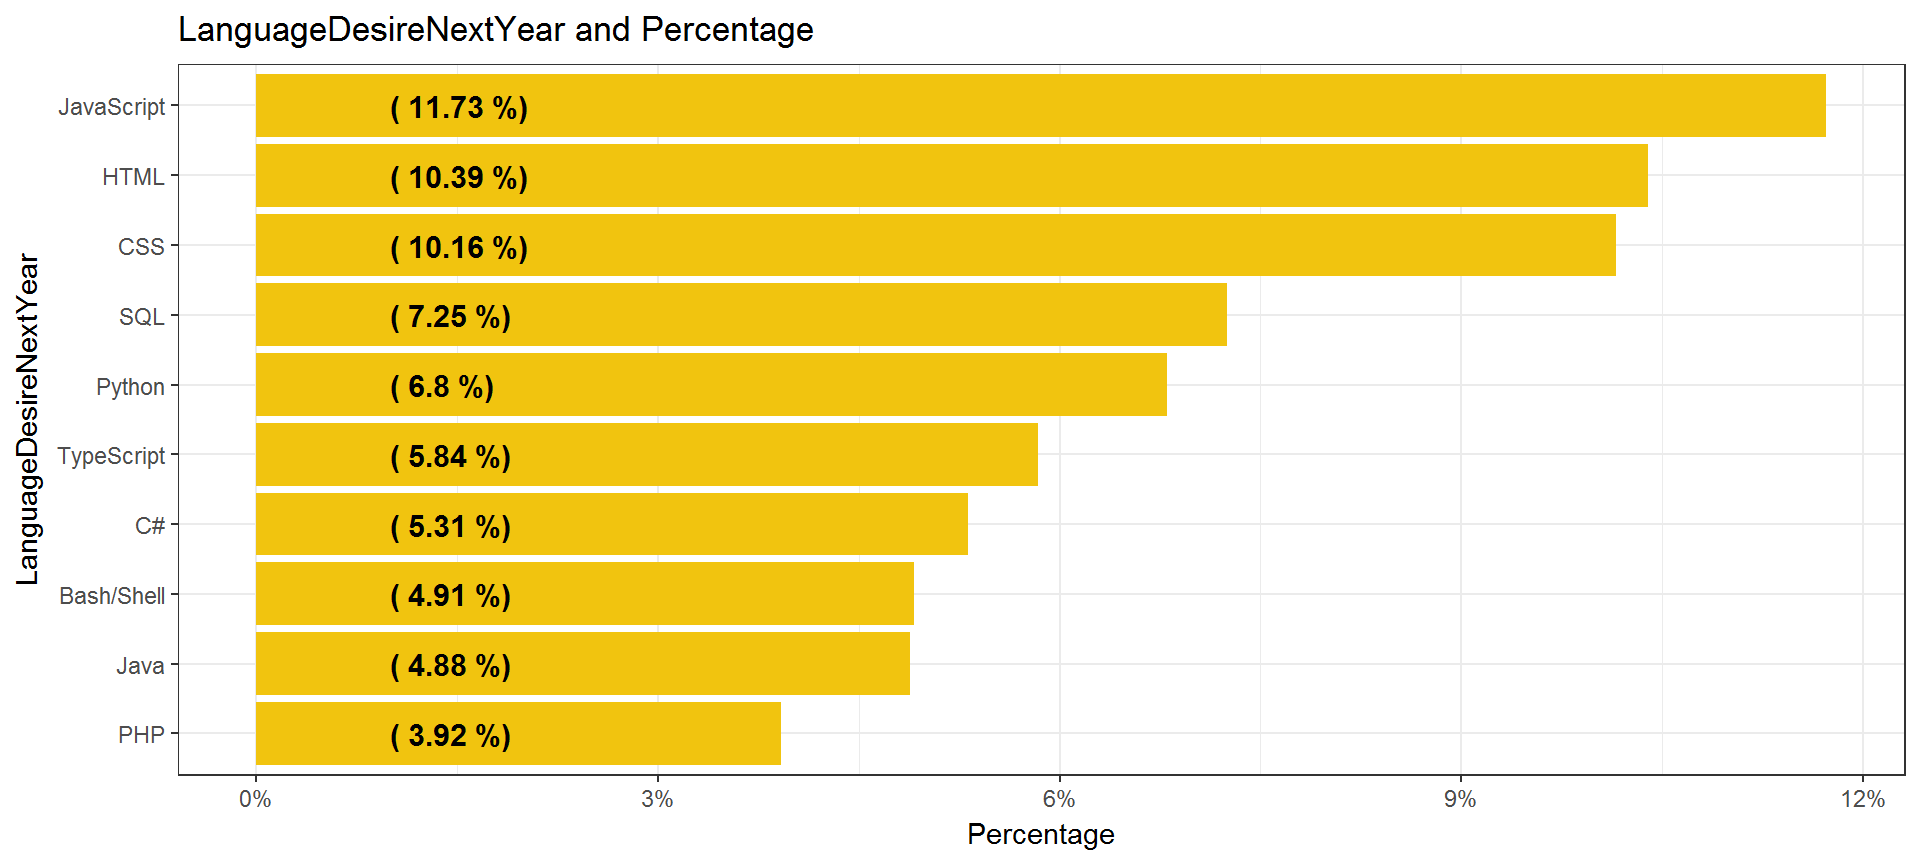 LanguageDesireNextYear and Percentage
LanguageDesireNextYear
JavaScript ( 11.73 %)
HTML ( 10.39 %)
CSS ( 10.16 %)
SQL ( 7.25 %)
Python ( 6.8 %)
TypeScript ( 5.84 %)
C# ( 5.31 %)
Bash/Shell ( 4.91 %)
Java ( 4.88 %)
PHP ( 3.92 %)
0% 3% 6% 9% 12%
Percentage